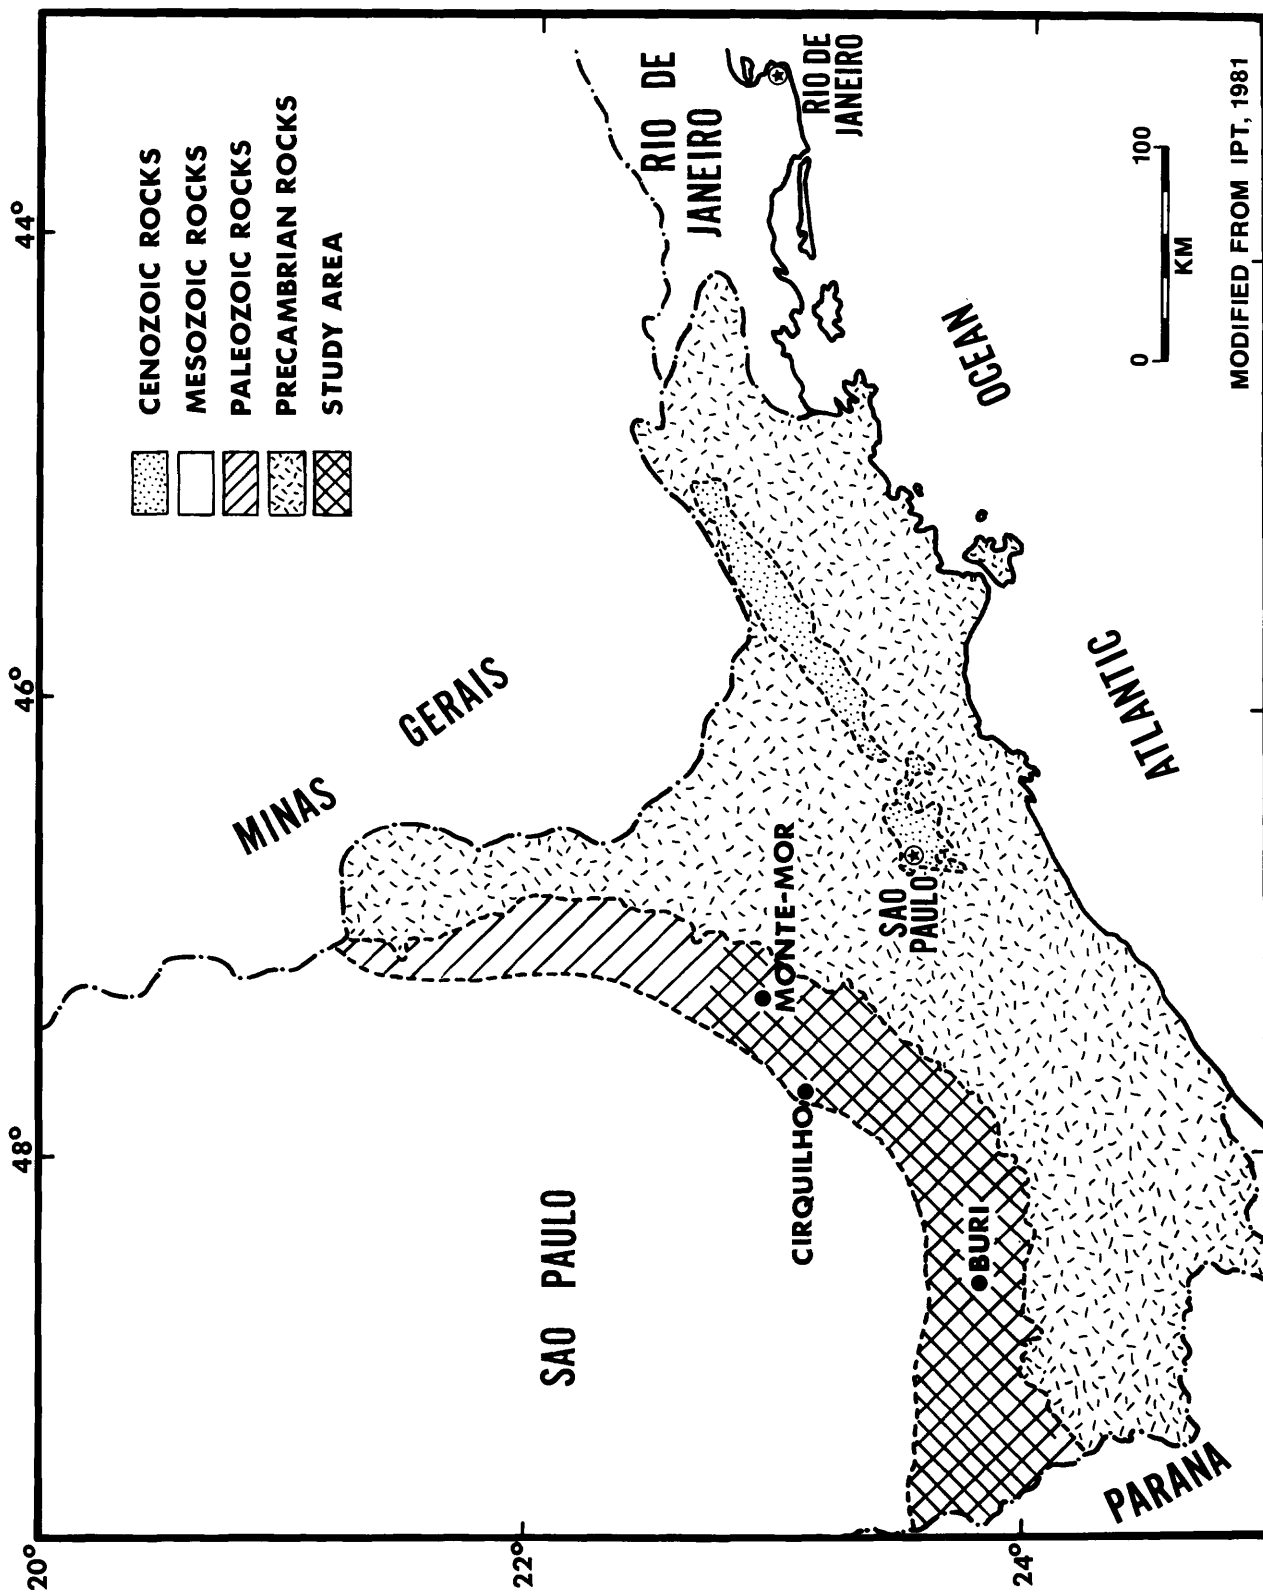 44°
46°
48°
20°
22°
24°
CENOZOIC ROCKS
MESOZOIC ROCKS
PALEOZOIC ROCKS
PRECAMBRIAN ROCKS
STUDY AREA
MINAS GERAIS
RIO DE
JANEIRO
RIO DE
JANEIRO
SAO PAULO
MONTE-MOR
CIRQUILHO
SAO
PAULO
BURI
PARANA
ATLANTIC OCEAN
0 100
KM
MODIFIED FROM IPT, 1981